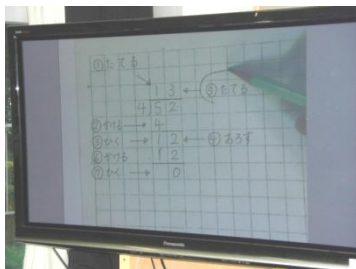 ①たてる
1 3 ← ⑤たてる
4)5 2
②かける → 4
③ひく → 1 2 ← ④おろす
⑥かける 1 2
⑦ひく → 0
Panasonic